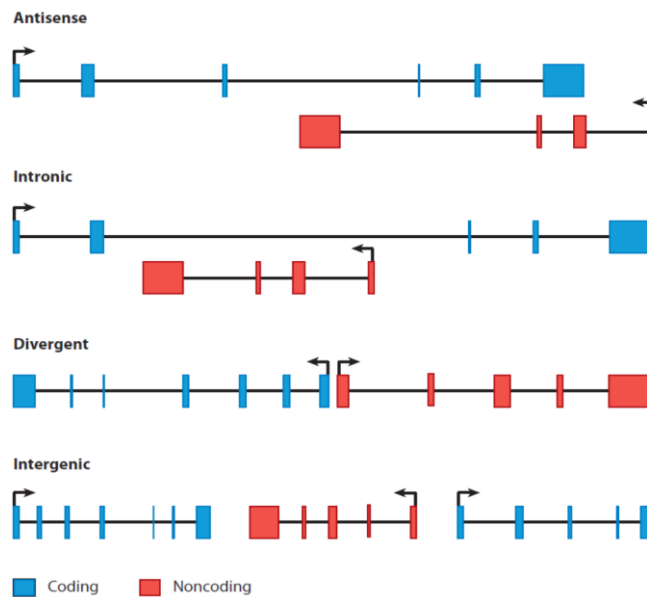 Antisense
Intronic
Divergent
Intergenic
Coding Noncoding